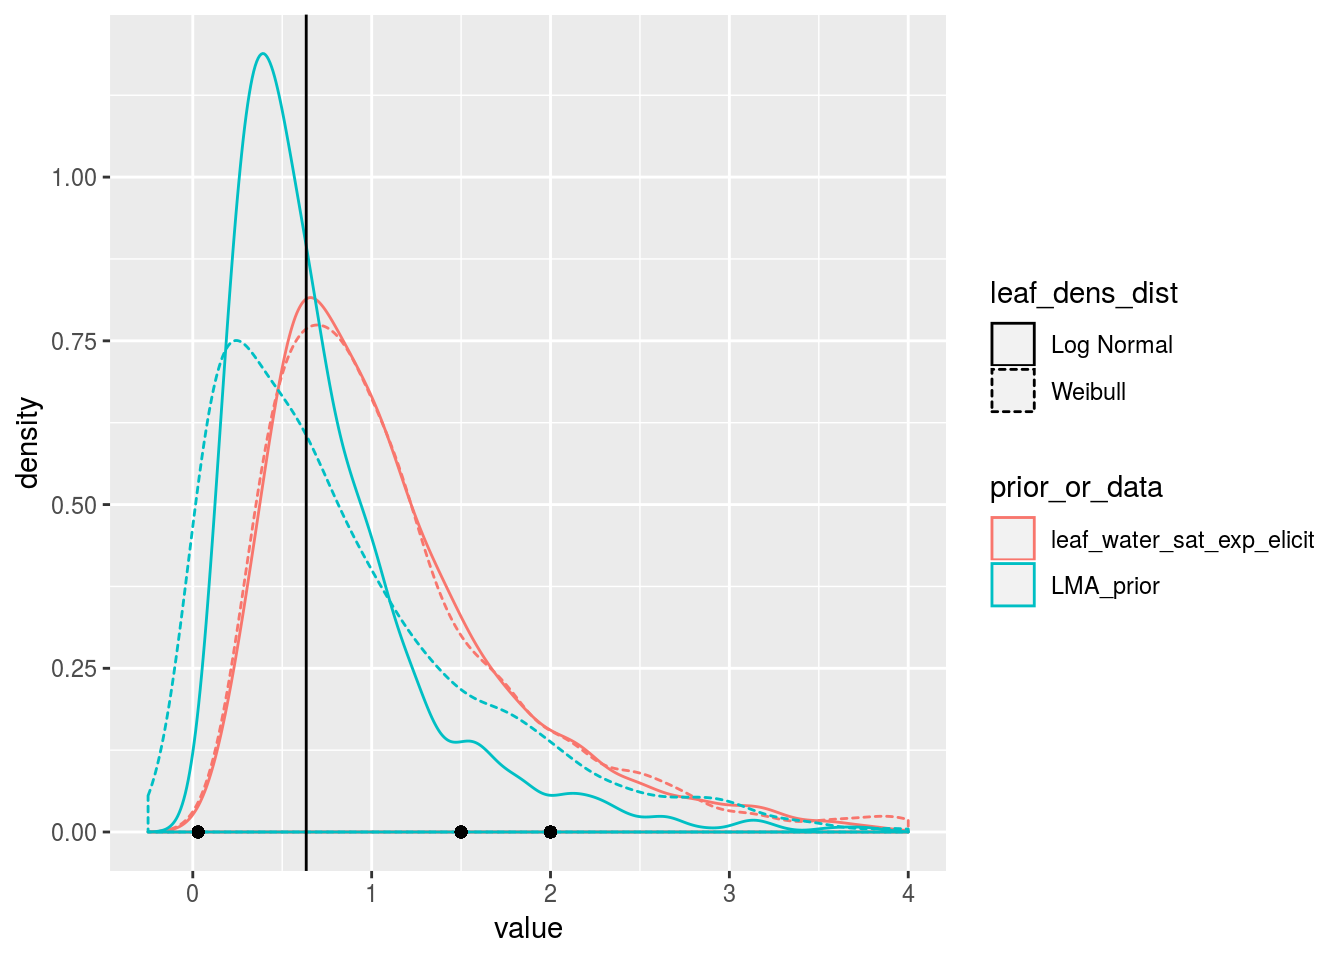 1.00
0.75
0.50
0.25
0.00
density
0
1
2
3
4
value
leaf_dens_dist
Log Normal
Weibull
prior_or_data
leaf_water_sat_exp_elicit
LMA_prior